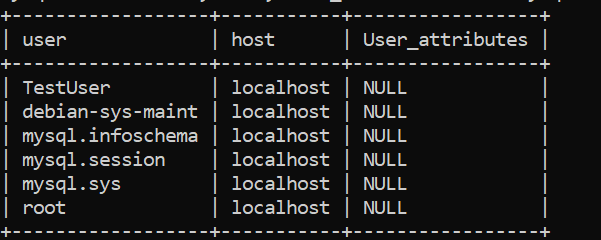 +------------------+-----------+-----------------+
| user             | host      | User_attributes |
+------------------+-----------+-----------------+
| TestUser         | localhost | NULL            |
| debian-sys-maint | localhost | NULL            |
| mysql.infoschema | localhost | NULL            |
| mysql.session    | localhost | NULL            |
| mysql.sys        | localhost | NULL            |
| root             | localhost | NULL            |
+------------------+-----------+-----------------+